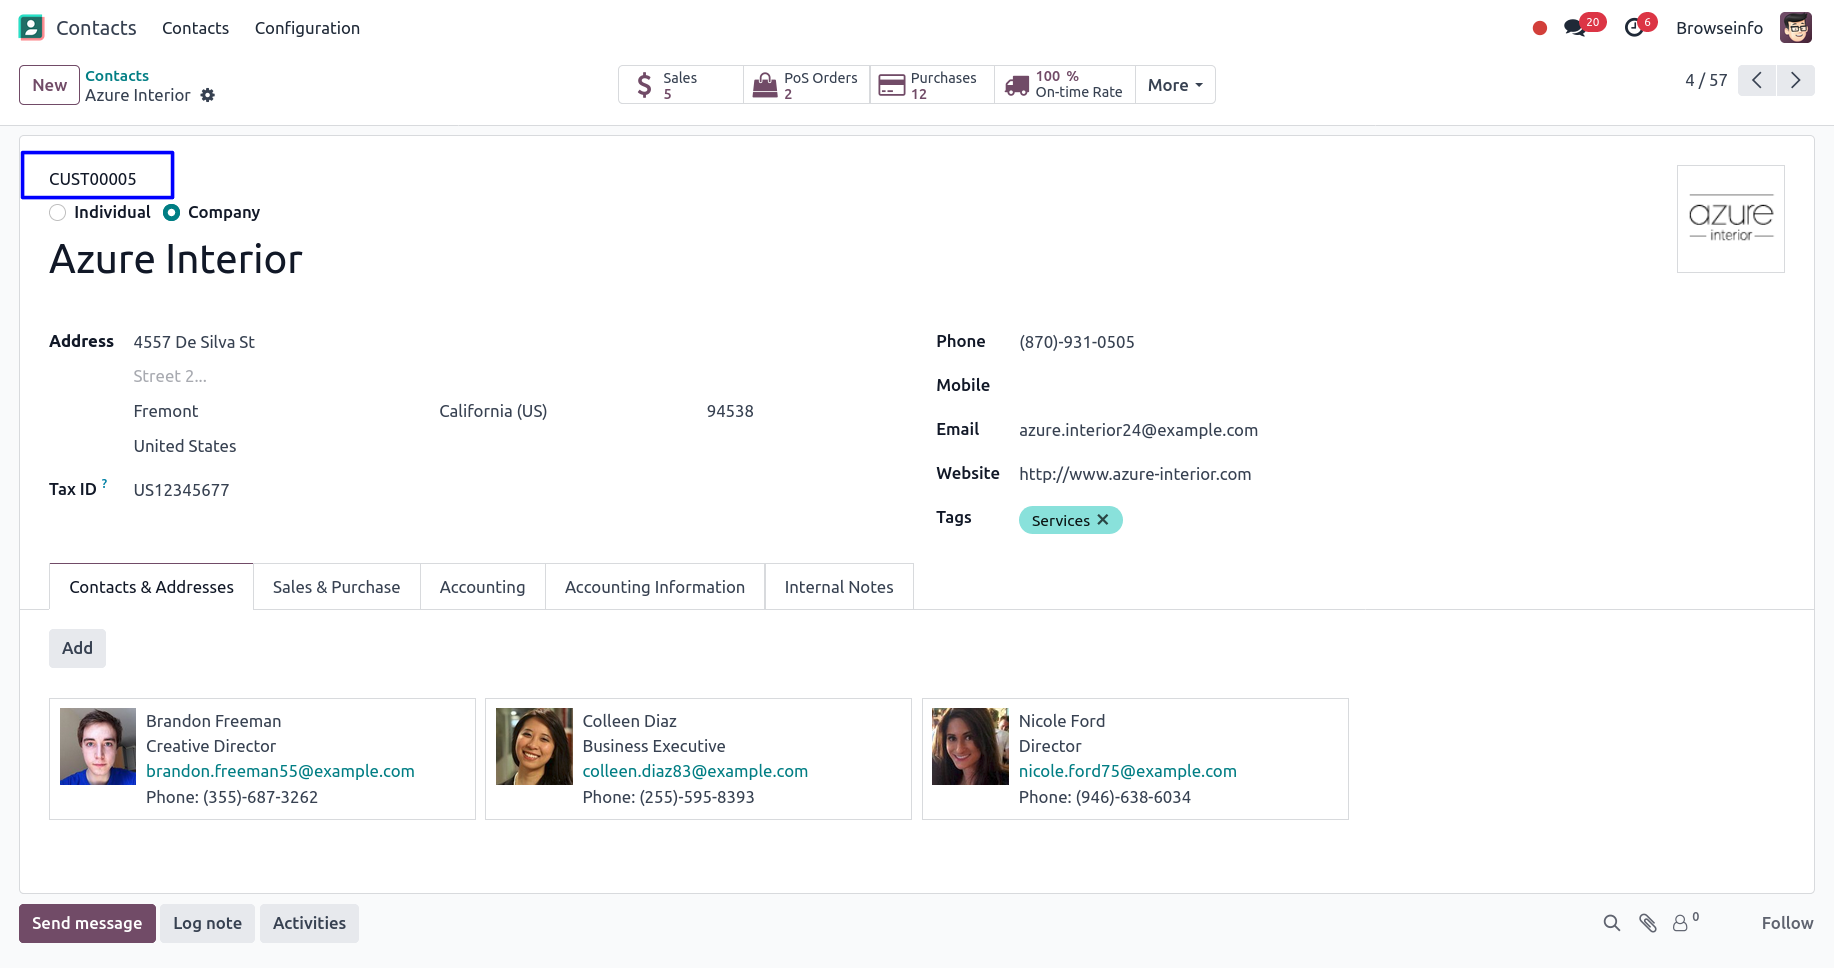 Contacts Contacts Configuration 20 6 Browseinfo
New Contacts
Azure Interior
Sales 5
PoS Orders 2
Purchases 12
100 % On-time Rate
More
4 / 57
CUST00005
Individual Company
Azure Interior
azure
interior
Address 4557 De Silva St
Street 2...
Fremont California (US) 94538
United States
Tax ID ? US12345677
Phone (870)-931-0505
Mobile
Email azure.interior24@example.com
Website http://www.azure-interior.com
Tags Services ✕
Contacts & Addresses Sales & Purchase Accounting Accounting Information Internal Notes
Add
Brandon Freeman
Creative Director
brandon.freeman55@example.com
Phone: (355)-687-3262
Colleen Diaz
Business Executive
colleen.diaz83@example.com
Phone: (255)-595-8393
Nicole Ford
Director
nicole.ford75@example.com
Phone: (946)-638-6034
Send message Log note Activities 0 Follow